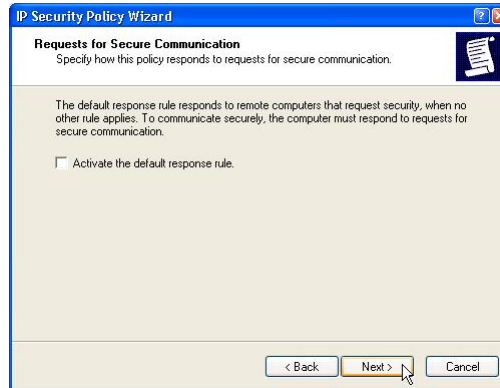 IP Security Policy Wizard
Requests for Secure Communication
Specify how this policy responds to requests for secure communication.
The default response rule responds to remote computers that request security, when no
other rule applies. To communicate securely, the computer must respond to requests for
secure communication.
Activate the default response rule.
< Back
Next >
Cancel